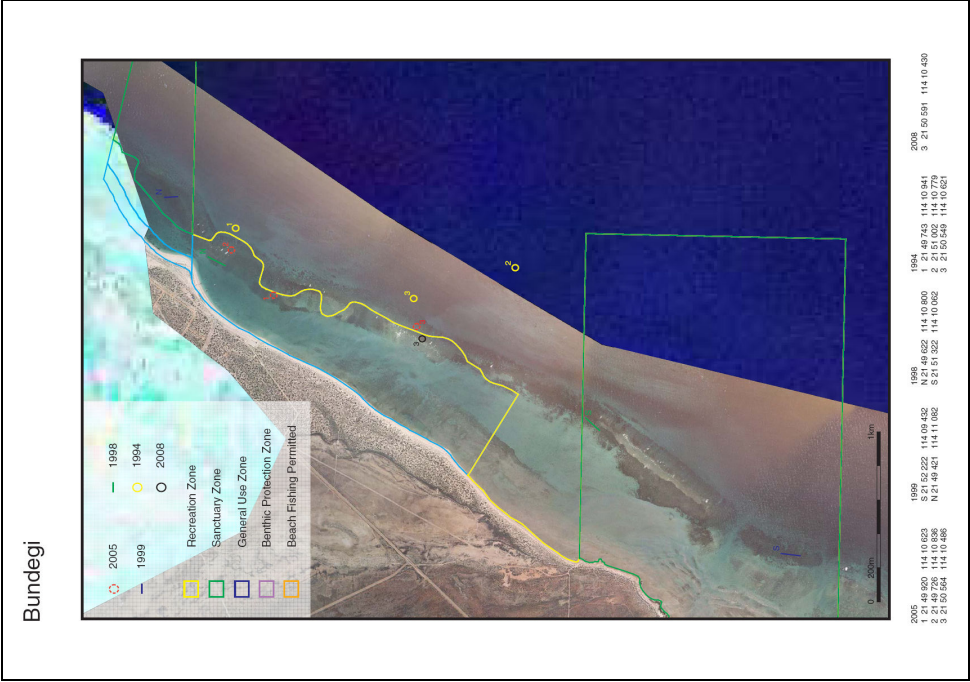 Bundegi
2005
1998
1999
1994
2008
Recreation Zone
Sanctuary Zone
General Use Zone
Benthic Protection Zone
Beach Fishing Permitted
1
3
2
3
0 200m 1km
2005
1 21 49 920 114 10 623
2 21 49 726 114 10 836
3 21 50 564 114 10 486
1999
S 21 52 222 114 09 432
N 21 49 421 114 11 082
1998
N 21 49 622 114 10 800
S 21 51 322 114 10 062
1994
1 21 49 743 114 10 941
2 21 51 002 114 10 779
3 21 50 549 114 10 621
2008
3 21 50 591 114 10 430